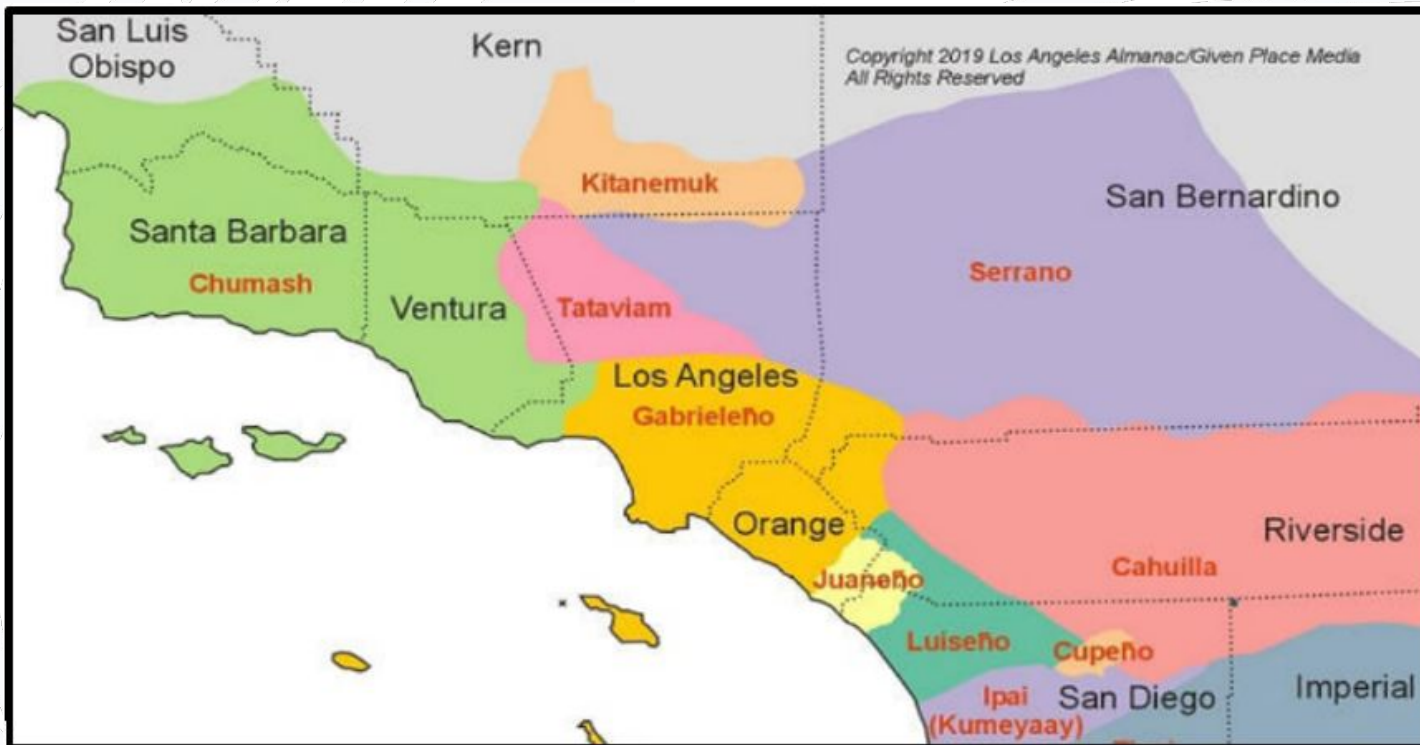 San Luis
Obispo
Kern
Copyright 2019 Los Angeles Almanac/Given Place Media
All Rights Reserved
Kitanemuk
San Bernardino
Santa Barbara
Chumash
Serrano
Ventura
Tataviam
Los Angeles
Gabrieleño
Orange
Riverside
Juaneño
Cahuilla
Luiseño
Cupeño
Ipai
(Kumeyaay)
San Diego
Imperial